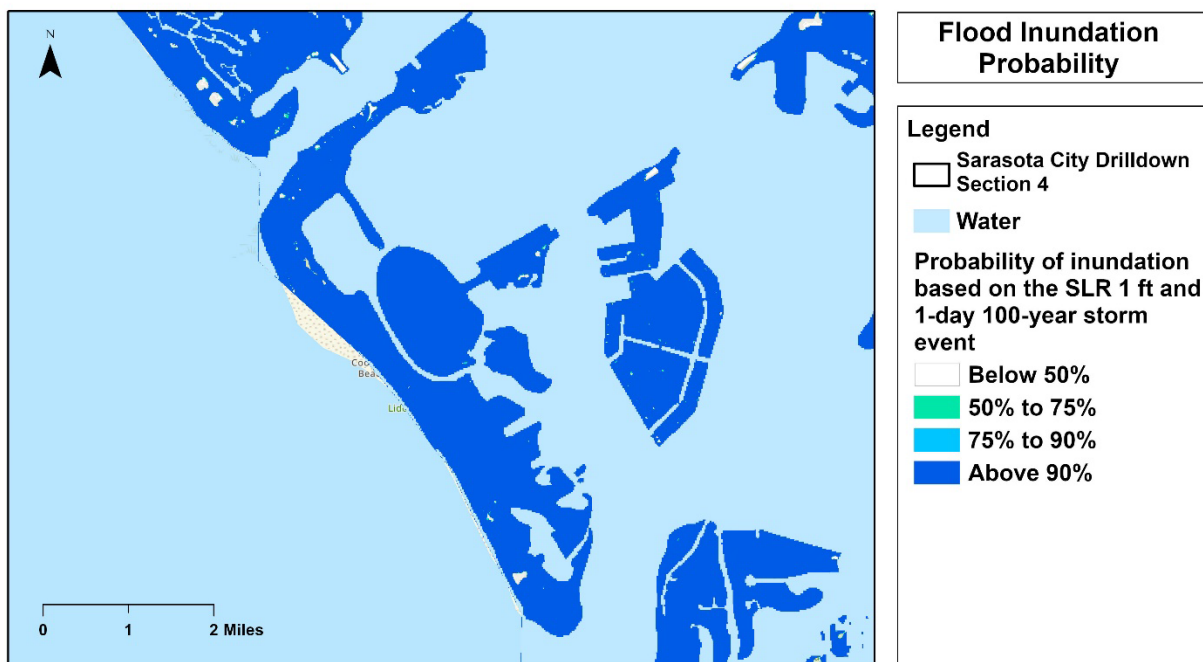 Flood Inundation
Probability
N
Legend
Sarasota City Drilldown
Section 4
Water
Probability of inundation
based on the SLR 1 ft and
1-day 100-year storm
event
Below 50%
50% to 75%
75% to 90%
Above 90%
0 1 2 Miles